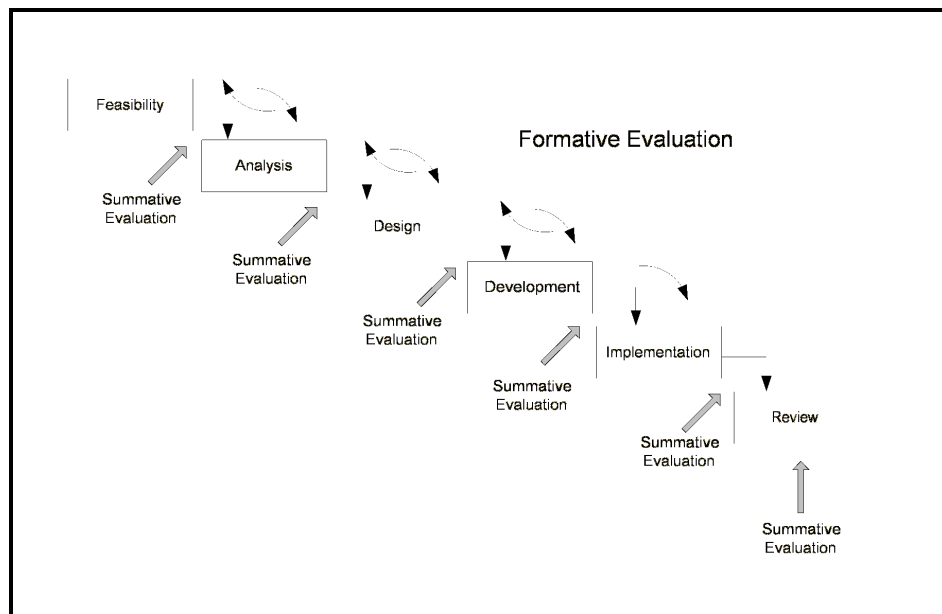 Feasibility
Formative Evaluation
Analysis
Summative
Evaluation
Design
Summative
Evaluation
Development
Summative
Evaluation
Implementation
Summative
Evaluation
Review
Summative
Evaluation
Summative
Evaluation